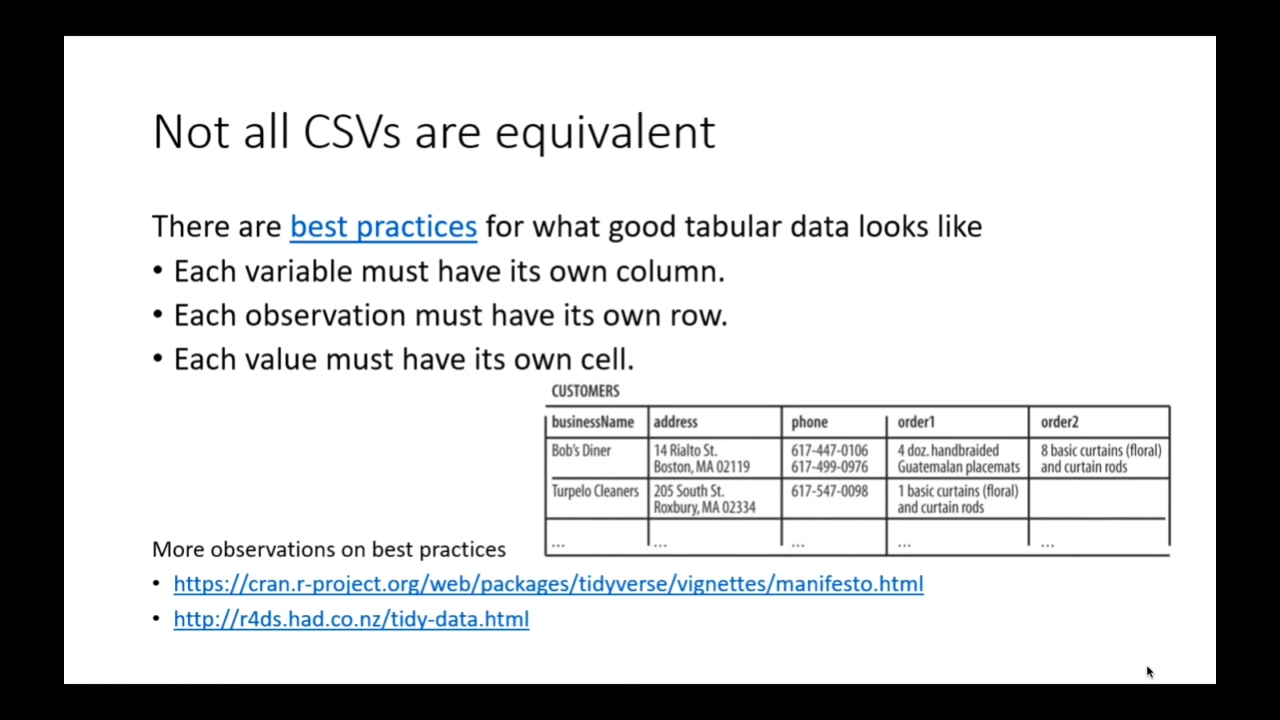 Not all CSVs are equivalent
There are best practices for what good tabular data looks like
• Each variable must have its own column.
• Each observation must have its own row.
• Each value must have its own cell.
CUSTOMERS
businessName address phone order1 order2
Bob's Diner 14 Rialto St. 617-447-0106 4 doz. handbraided 8 basic curtains (floral)
Boston, MA 02119 617-499-0976 Guatemalan placemats and curtain rods
Turpelo Cleaners 205 South St. 617-547-0098 1 basic curtains (floral)
Roxbury, MA 02334 and curtain rods
... ... ... ... ...
More observations on best practices
• https://cran.r-project.org/web/packages/tidyverse/vignettes/manifesto.html
• http://r4ds.had.co.nz/tidy-data.html